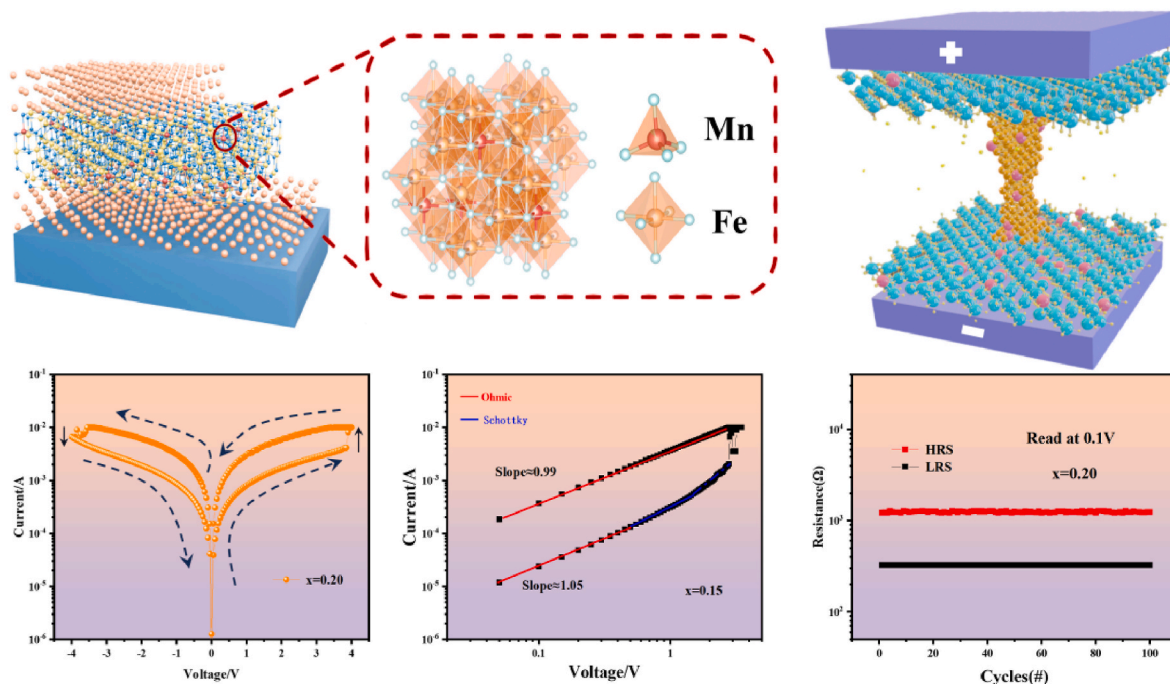 Mn
Fe
+
−
10⁻¹
10⁻²
10⁻³
10⁻⁴
10⁻⁵
10⁻⁶
Current/A
x=0.20
-4 -3 -2 -1 0 1 2 3 4
Voltage/V
10⁻¹
10⁻²
10⁻³
10⁻⁴
10⁻⁵
10⁻⁶
Current/A
Ohmic
Schottky
Slope≈0.99
Slope≈1.05
x=0.15
0.1 1
Voltage/V
10⁴
10³
10²
Resistance(Ω)
HRS
LRS
Read at 0.1V
x=0.20
0 20 40 60 80 100
Cycles(#)